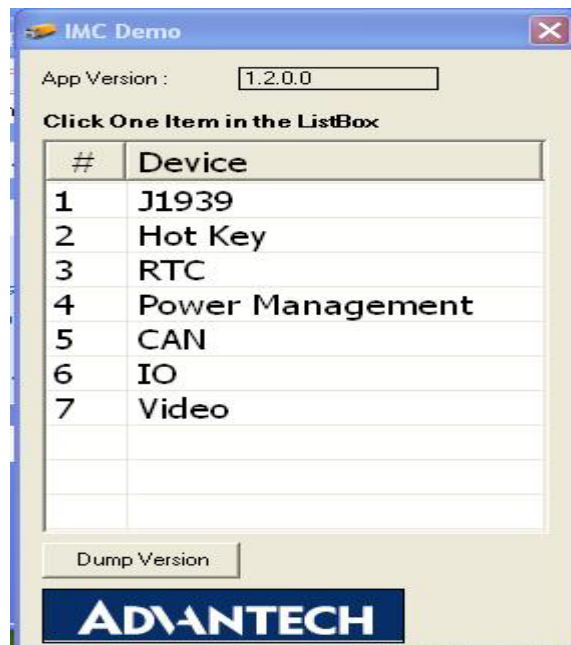 IMC Demo
App Version : 1.2.0.0
Click One Item in the ListBox
# Device
1 J1939
2 Hot Key
3 RTC
4 Power Management
5 CAN
6 IO
7 Video
Dump Version
ADVANTECH